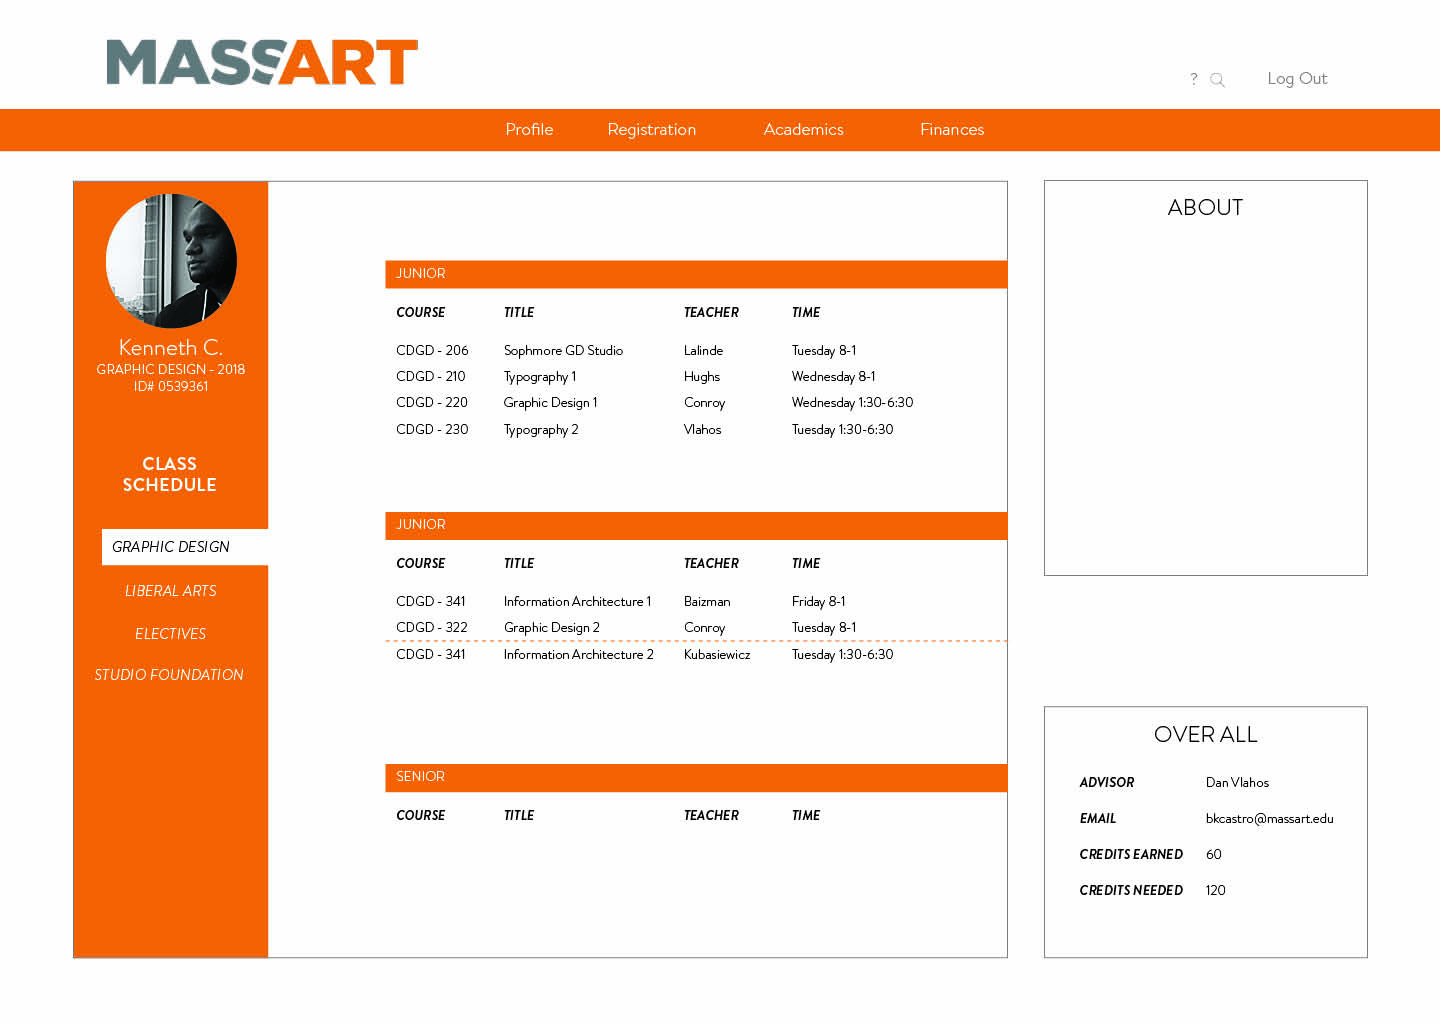 MASSART
? Log Out
Profile Registration Academics Finances
Kenneth C.
GRAPHIC DESIGN - 2018
ID# 0539361
CLASS
SCHEDULE
GRAPHIC DESIGN
LIBERAL ARTS
ELECTIVES
STUDIO FOUNDATION
JUNIOR
COURSE TITLE TEACHER TIME
CDGD - 206 Sophmore GD Studio Lalinde Tuesday 8-1
CDGD - 210 Typography 1 Hughs Wednesday 8-1
CDGD - 220 Graphic Design 1 Conroy Wednesday 1:30-6:30
CDGD - 230 Typography 2 Vlahos Tuesday 1:30-6:30
JUNIOR
COURSE TITLE TEACHER TIME
CDGD - 341 Information Architecture 1 Baizman Friday 8-1
CDGD - 322 Graphic Design 2 Conroy Tuesday 8-1
CDGD - 341 Information Architecture 2 Kubasiewicz Tuesday 1:30-6:30
SENIOR
COURSE TITLE TEACHER TIME
ABOUT
OVER ALL
ADVISOR Dan Vlahos
EMAIL bkcastro@massart.edu
CREDITS EARNED 60
CREDITS NEEDED 120